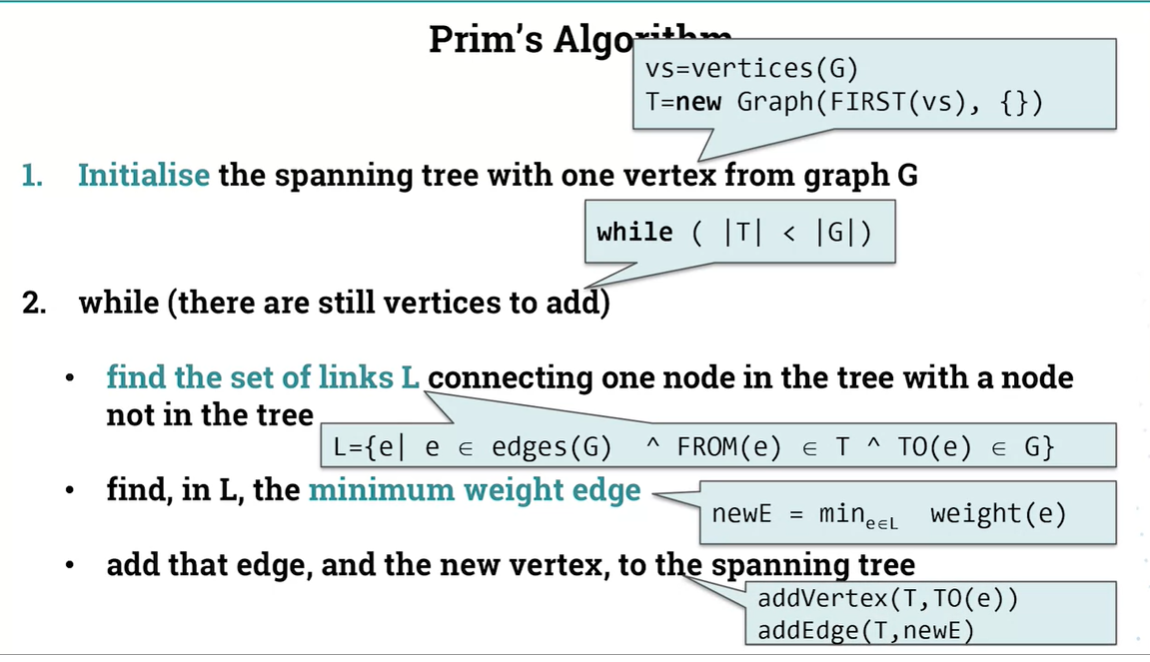 Prim's Algorithm
vs=vertices(G)
T=new Graph(FIRST(vs), {})
1. Initialise the spanning tree with one vertex from graph G
while ( |T| < |G|)
2. while (there are still vertices to add)
• find the set of links L connecting one node in the tree with a node
not in the tree
L={e| e ∈ edges(G) ^ FROM(e) ∈ T ^ TO(e) ∈ G}
• find, in L, the minimum weight edge
newE = min e∈L weight(e)
• add that edge, and the new vertex, to the spanning tree
addVertex(T,TO(e))
addEdge(T,newE)